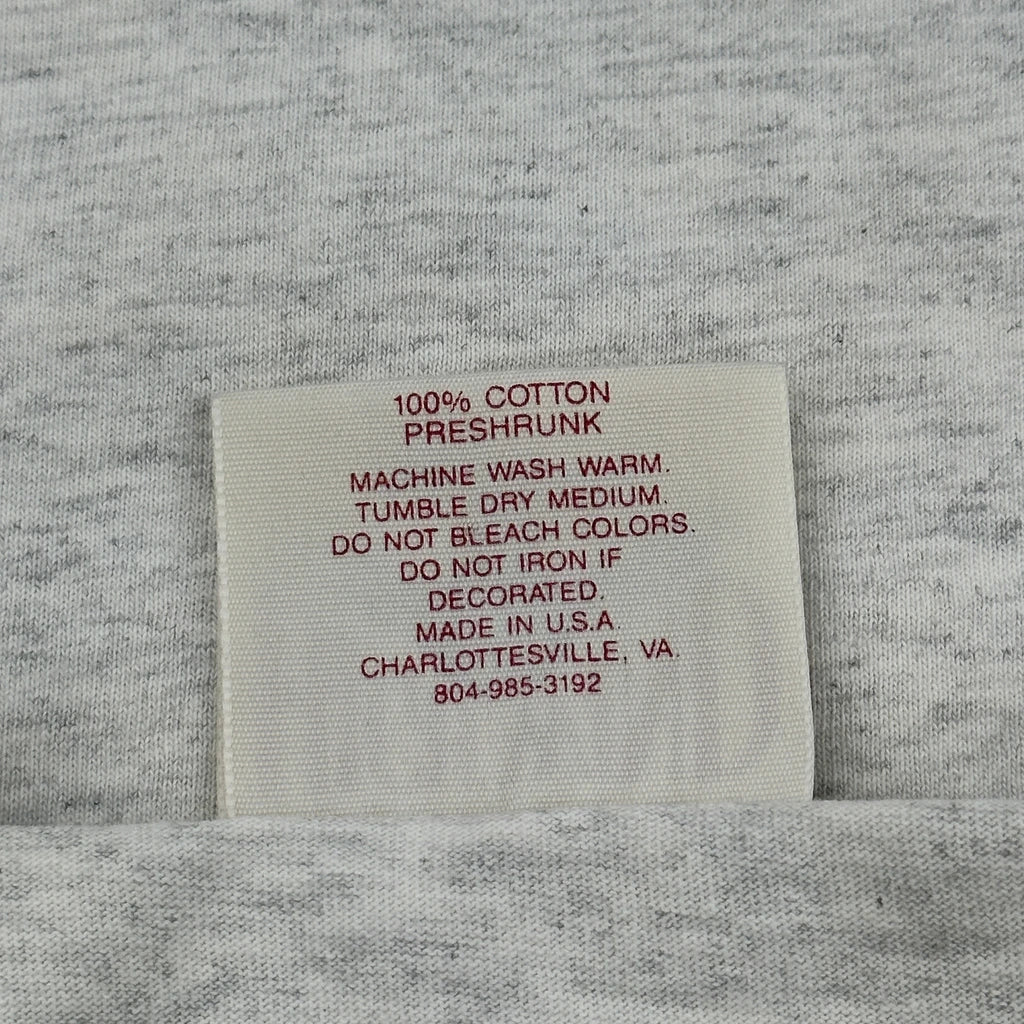 100% COTTON
PRESHRUNK
MACHINE WASH WARM.
TUMBLE DRY MEDIUM.
DO NOT BLEACH COLORS.
DO NOT IRON IF
DECORATED.
MADE IN U.S.A.
CHARLOTTESVILLE, VA.
804-985-3192